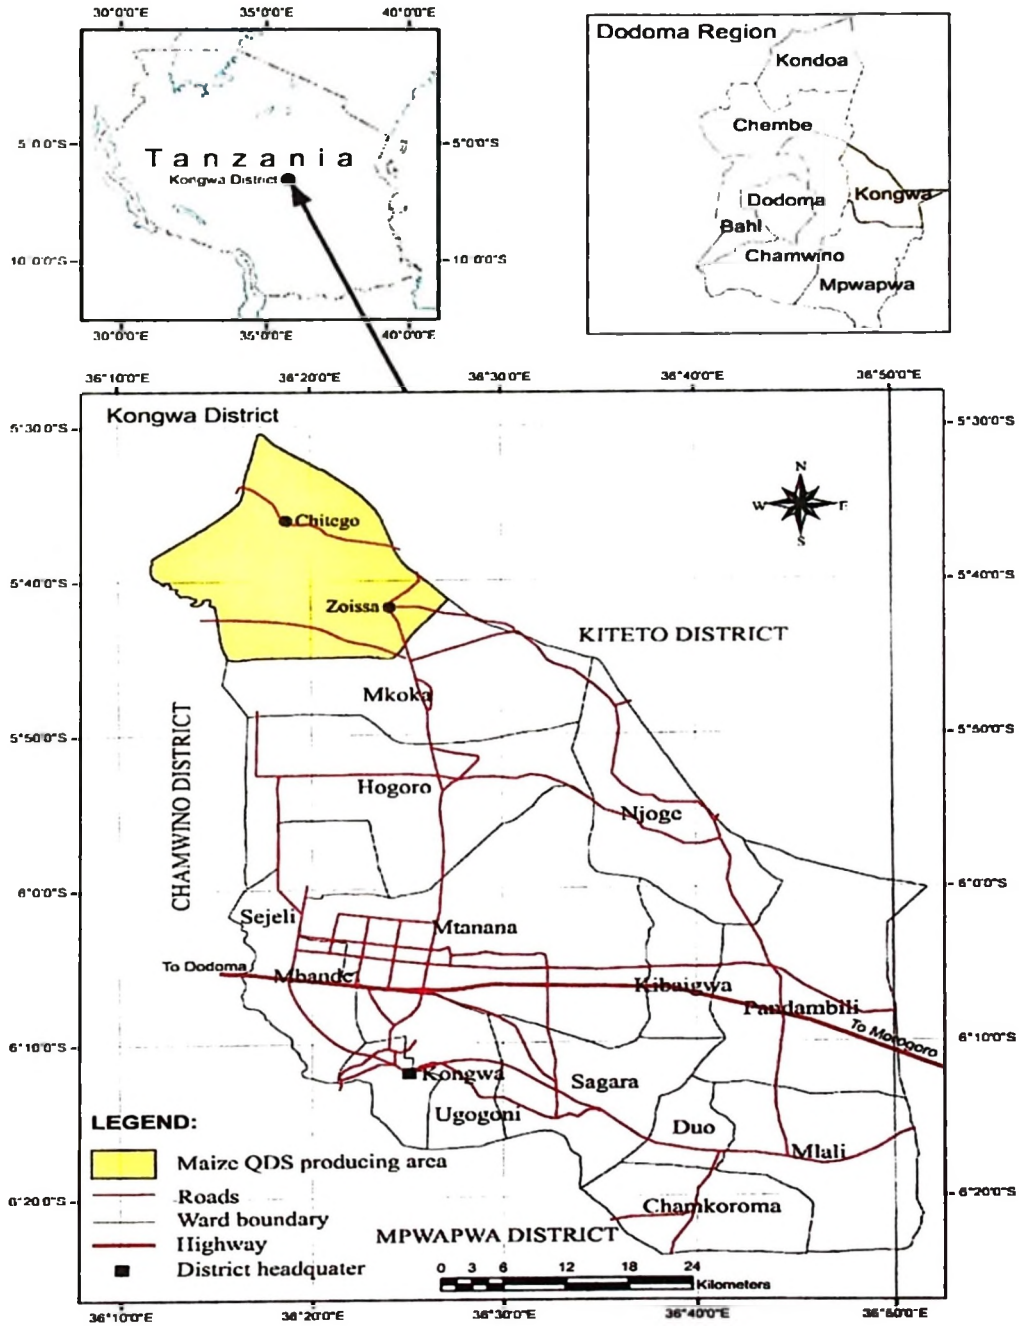 30°0'0"E 35°0'0"E 40°0'0"E
5°0'0"S
10°0'0"S
Tanzania
Kongwa District
5°0'0"S
10°0'0"S
30°0'0"E 35°0'0"E 40°0'0"E
Dodoma Region
Kondoa
Chembe
Dodoma
Kongwa
Bahi
Chamwino
Mpwapwa
36°10'0"E 36°20'0"E 36°30'0"E 36°40'0"E 36°50'0"E
Kongwa District
5°30'0"S 5°30'0"S
N
W E
S
Chitego
5°40'0"S 5°40'0"S
Zoissa
KITETO DISTRICT
Mkoka
CHAMWINO DISTRICT
5°50'0"S 5°50'0"S
Hogoro
Njoge
6°0'0"S 6°0'0"S
Sejeli
Mtanana
To Dodoma
Mbande
Kibaigwa
Pandambili
To Morogoro
6°10'0"S 6°10'0"S
Kongwa
Sagara
Ugogoni
Duo
Mlali
6°20'0"S 6°20'0"S
Chamkoroma
MPWAPWA DISTRICT
LEGEND:
Maize QDS producing area
Roads
Ward boundary
Highway
District headquater
0 3 6 12 18 24
Kilometers
36°10'0"E 36°20'0"E 36°30'0"E 36°40'0"E 36°50'0"E